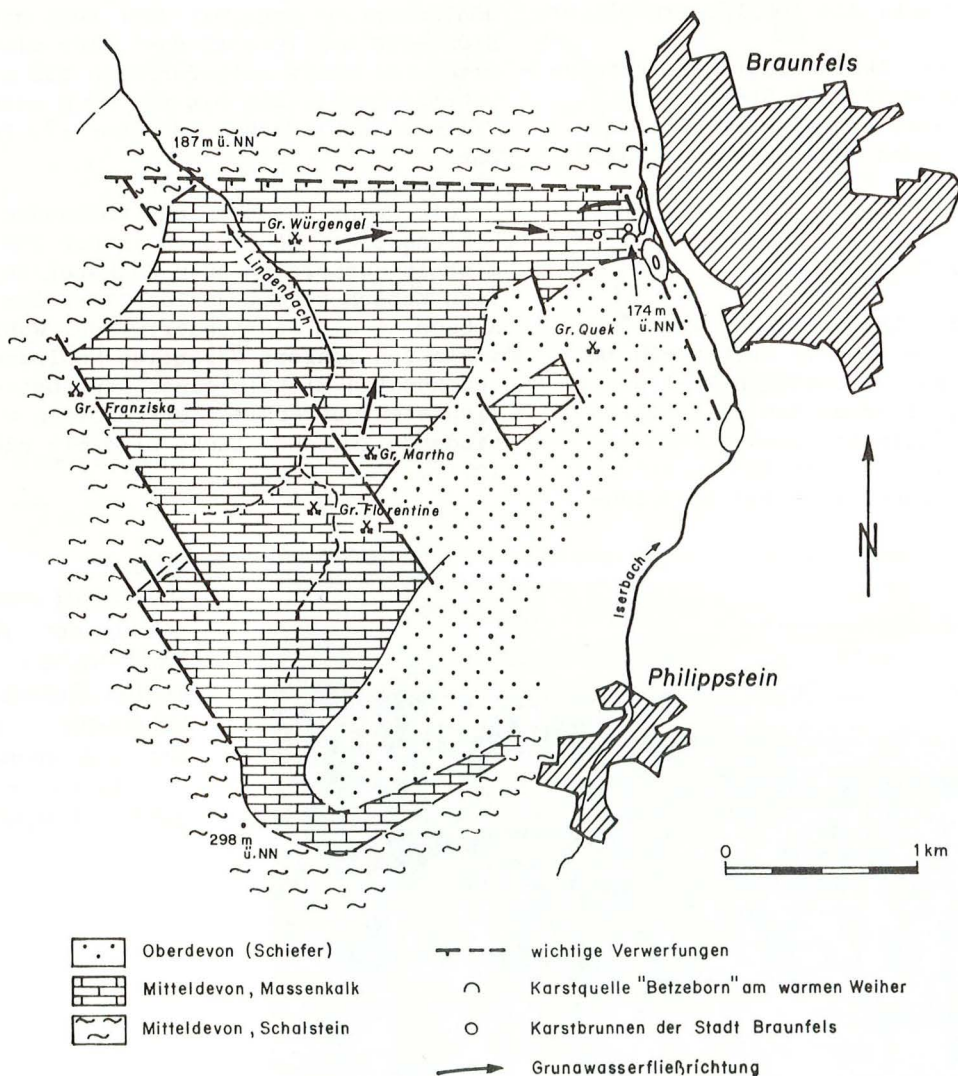 Braunfels
187 m ü. NN
Gr. Würgengel
Lindenbach
174 m
ü. NN
Gr. Quek
Gr. Franziska
Gr. Martha
Gr. Florentine
N
Iserbach
Philippstein
298 m
ü. NN
0 1 km
Oberdevon (Schiefer)
wichtige Verwerfungen
Mitteldevon, Massenkalk
Karstquelle "Betzeborn" am warmen Weiher
Mitteldevon, Schalstein
Karstbrunnen der Stadt Braunfels
Grunawasserfließrichtung